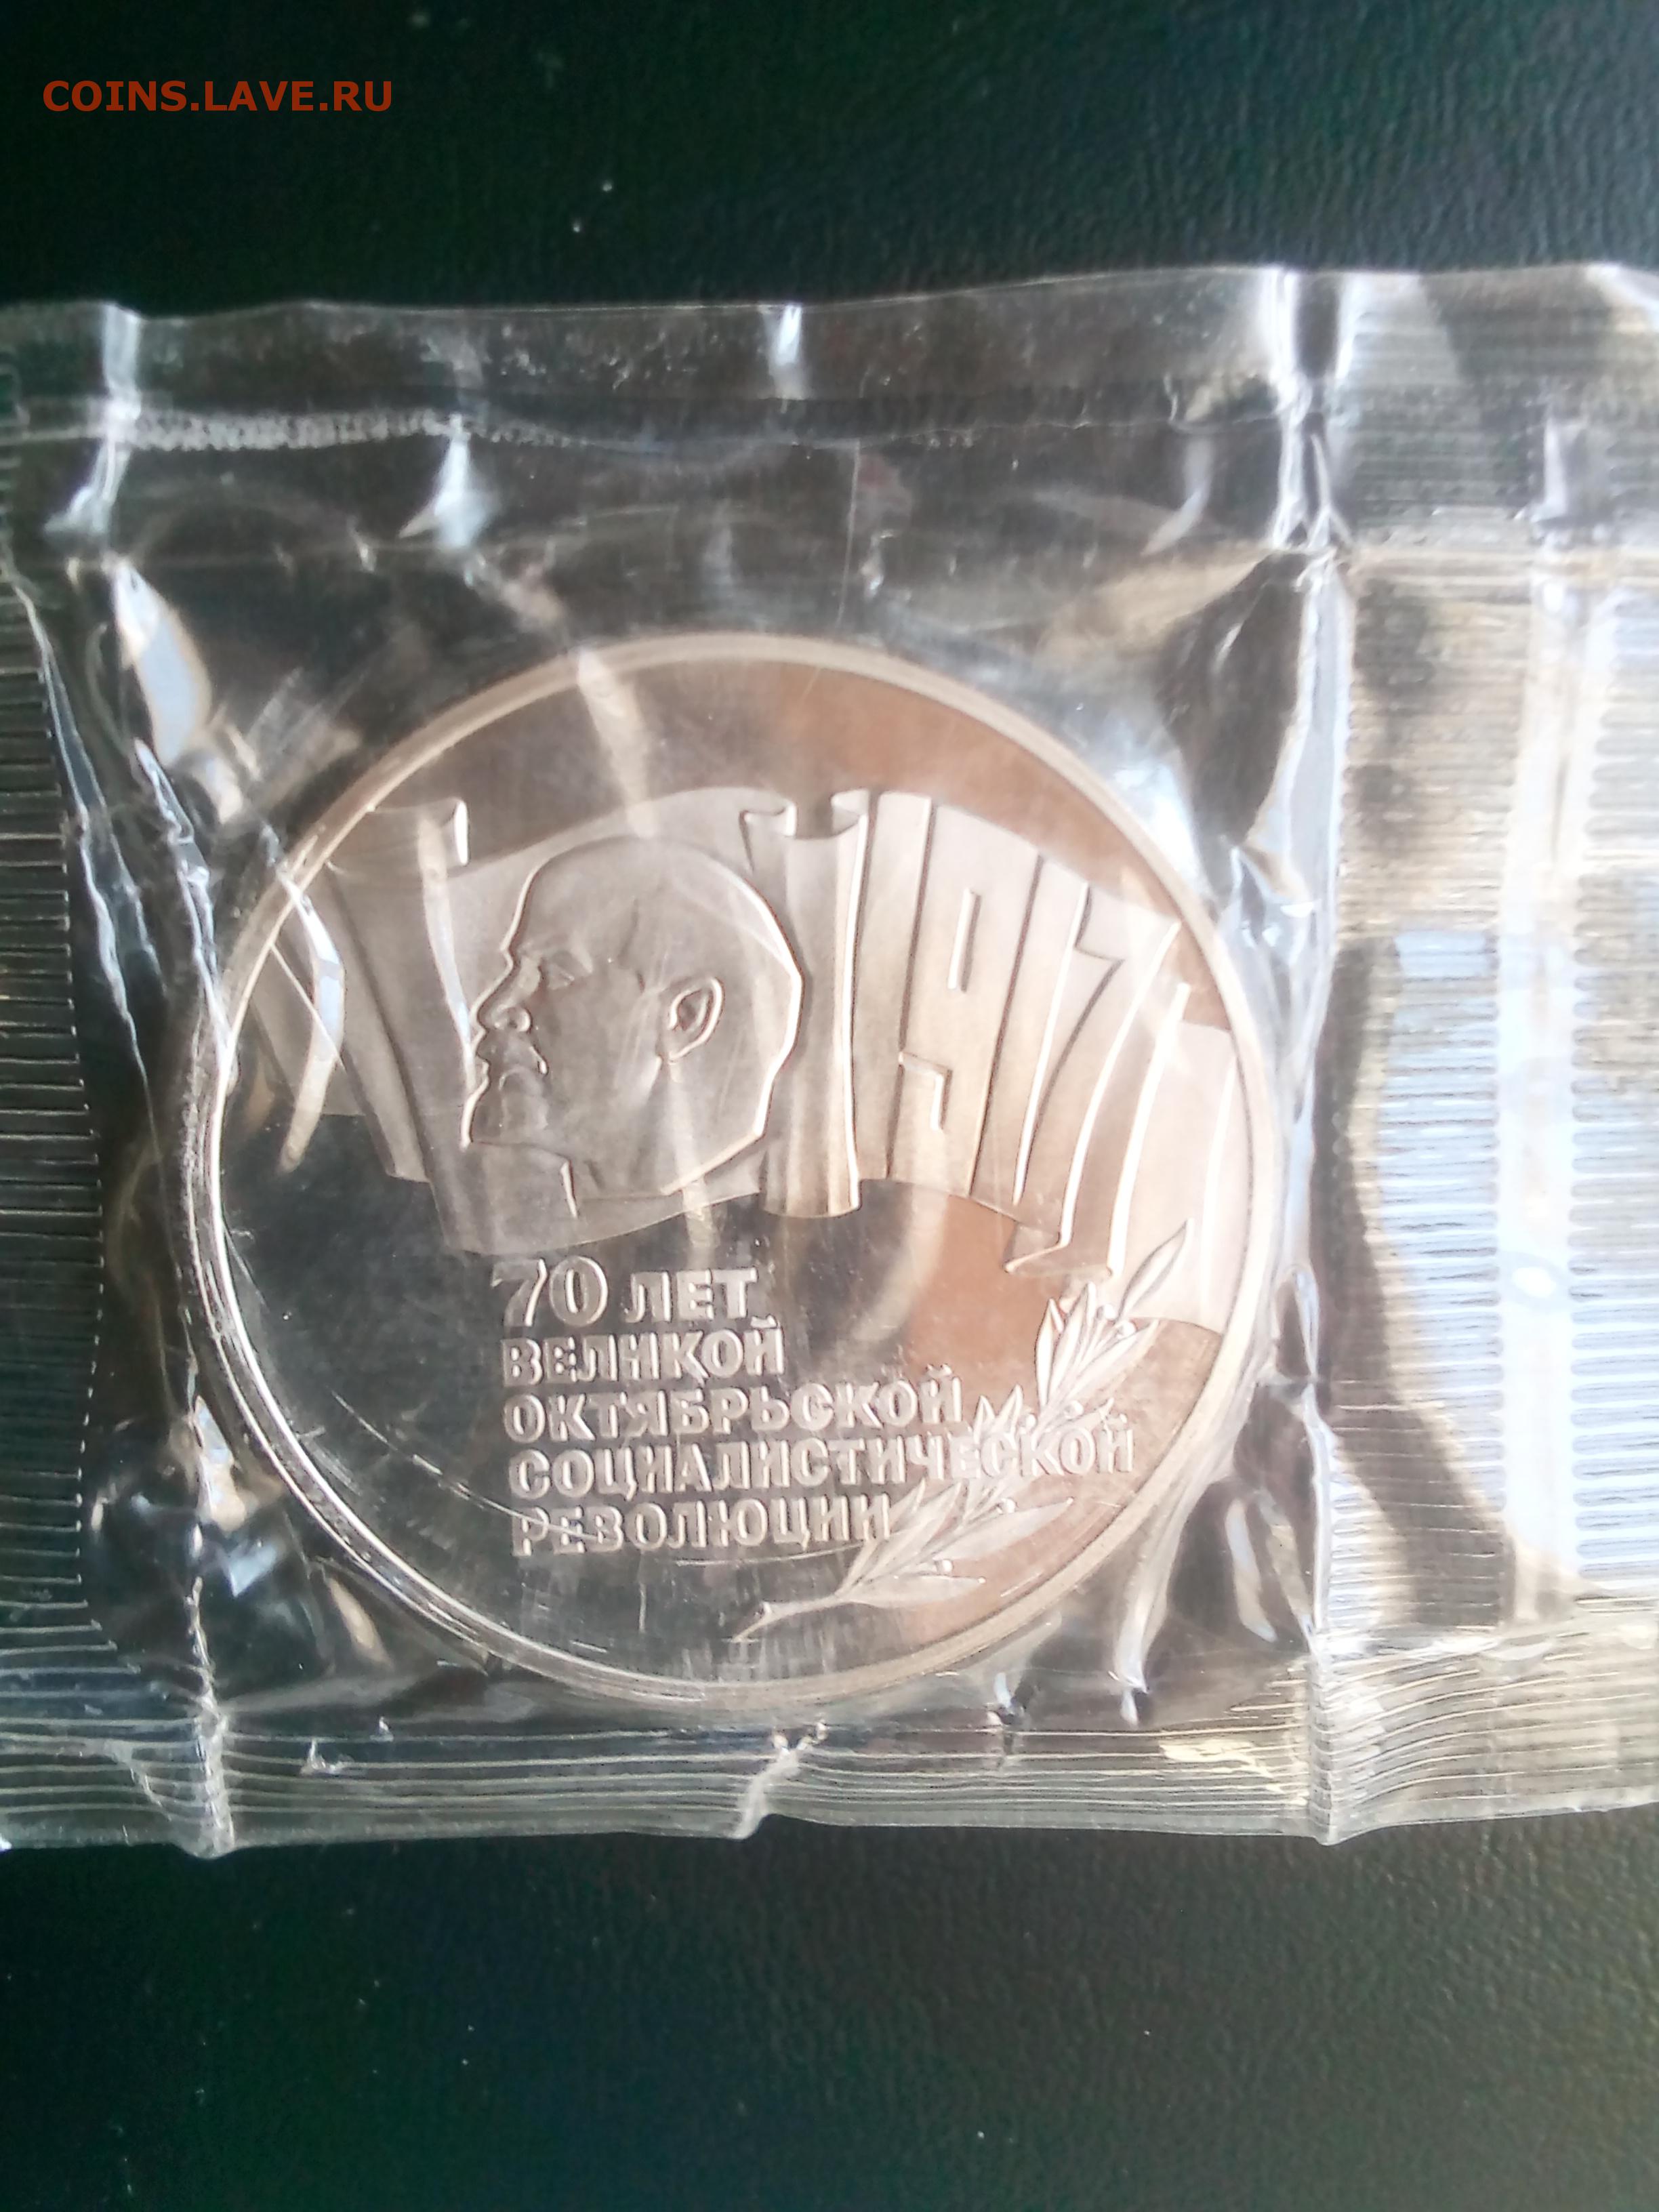 COINS.LAVE.RU
1917
70 ЛЕТ
ВЕЛИКОЙ
ОКТЯБРЬСКОЙ
СОЦИАЛИСТИЧЕСКОЙ
РЕВОЛЮЦИИ